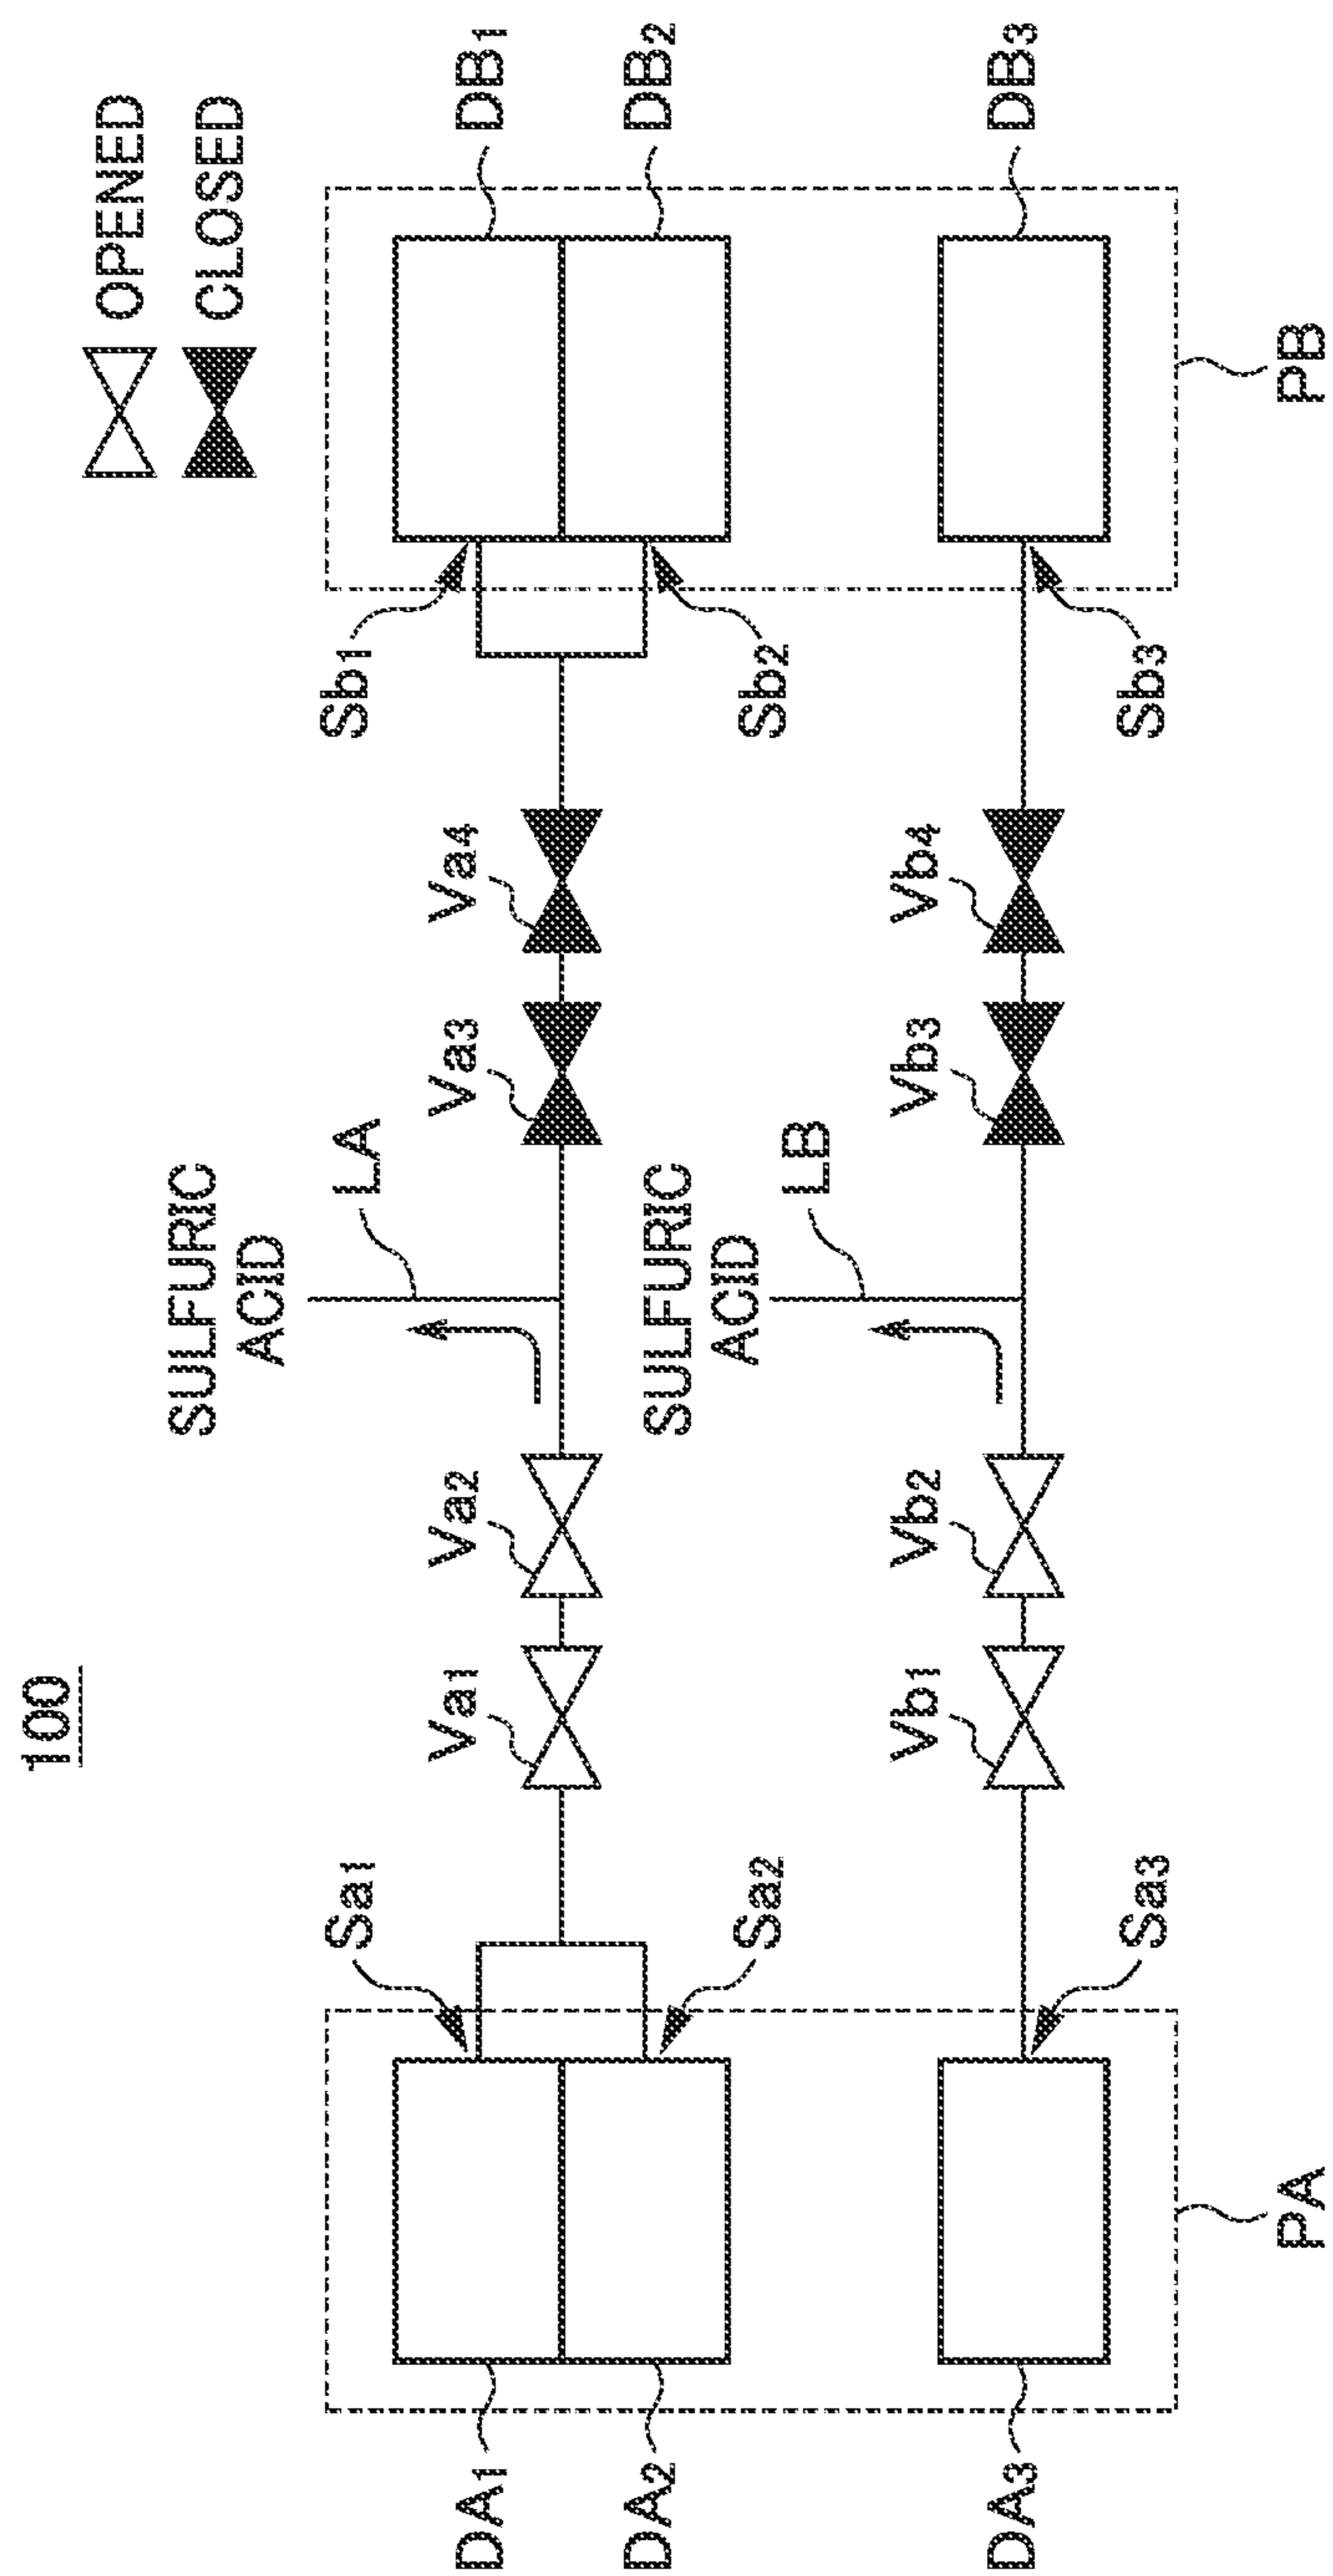 100
OPENED
CLOSED
SULFURIC
ACID
LA
Sa1
Va1
Va2
Va3
Va4
Sb1
DA1
DB1
DA2
DB2
Sa2
SULFURIC
ACID
LB
Sb2
Vb1
Vb2
Vb3
Vb4
DA3
DB3
Sa3
Sb3
PA
PB